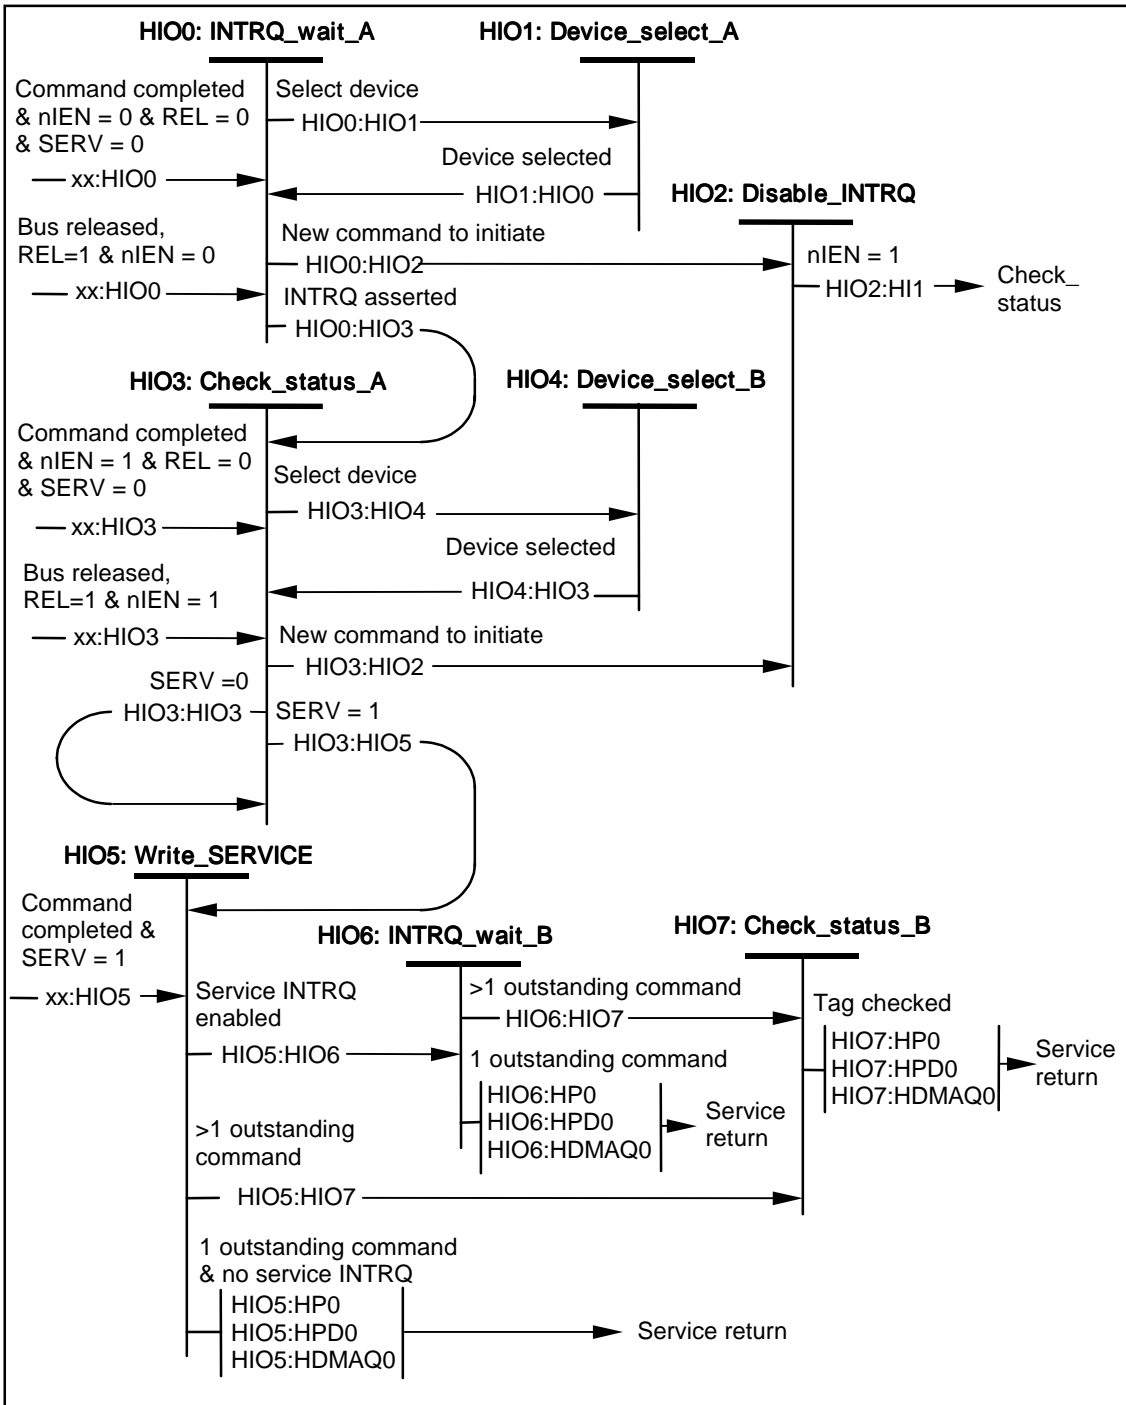 HIO0: INTRQ_wait_A
HIO1: Device_select_A
Command completed
& nIEN = 0 & REL = 0
& SERV = 0
Select device
HIO0:HIO1
Device selected
xx:HIO0
HIO1:HIO0
HIO2: Disable_INTRQ
Bus released,
REL=1 & nIEN = 0
New command to initiate
HIO0:HIO2
nIEN = 1
HIO2:HI1
Check_
status
xx:HIO0
INTRQ asserted
HIO0:HIO3
HIO3: Check_status_A
HIO4: Device_select_B
Command completed
& nIEN = 1 & REL = 0
& SERV = 0
Select device
HIO3:HIO4
xx:HIO3
Device selected
Bus released,
REL=1 & nIEN = 1
HIO4:HIO3
xx:HIO3
New command to initiate
HIO3:HIO2
SERV =0
HIO3:HIO3
SERV = 1
HIO3:HIO5
HIO5: Write_SERVICE
Command
completed &
SERV = 1
HIO6: INTRQ_wait_B
HIO7: Check_status_B
xx:HIO5
Service INTRQ
enabled
HIO5:HIO6
>1 outstanding command
HIO6:HIO7
Tag checked
HIO7:HP0
HIO7:HPD0
HIO7:HDMAQ0
Service
return
1 outstanding command
HIO6:HP0
HIO6:HPD0
HIO6:HDMAQ0
Service
return
>1 outstanding
command
HIO5:HIO7
1 outstanding command
& no service INTRQ
HIO5:HP0
HIO5:HPD0
HIO5:HDMAQ0
Service return